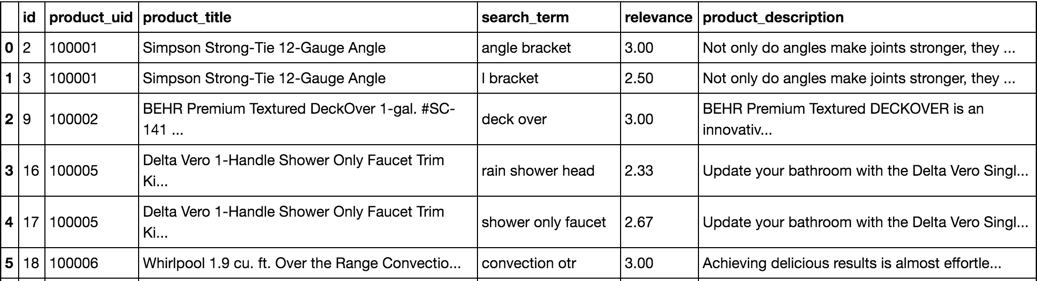 id product_uid product_title search_term relevance product_description
0 2 100001 Simpson Strong-Tie 12-Gauge Angle angle bracket 3.00 Not only do angles make joints stronger, they ...
1 3 100001 Simpson Strong-Tie 12-Gauge Angle l bracket 2.50 Not only do angles make joints stronger, they ...
2 9 100002 BEHR Premium Textured DeckOver 1-gal. #SC-141 ... deck over 3.00 BEHR Premium Textured DECKOVER is an innovativ...
3 16 100005 Delta Vero 1-Handle Shower Only Faucet Trim Ki... rain shower head 2.33 Update your bathroom with the Delta Vero Singl...
4 17 100005 Delta Vero 1-Handle Shower Only Faucet Trim Ki... shower only faucet 2.67 Update your bathroom with the Delta Vero Singl...
5 18 100006 Whirlpool 1.9 cu. ft. Over the Range Convectio... convection otr 3.00 Achieving delicious results is almost effortle...